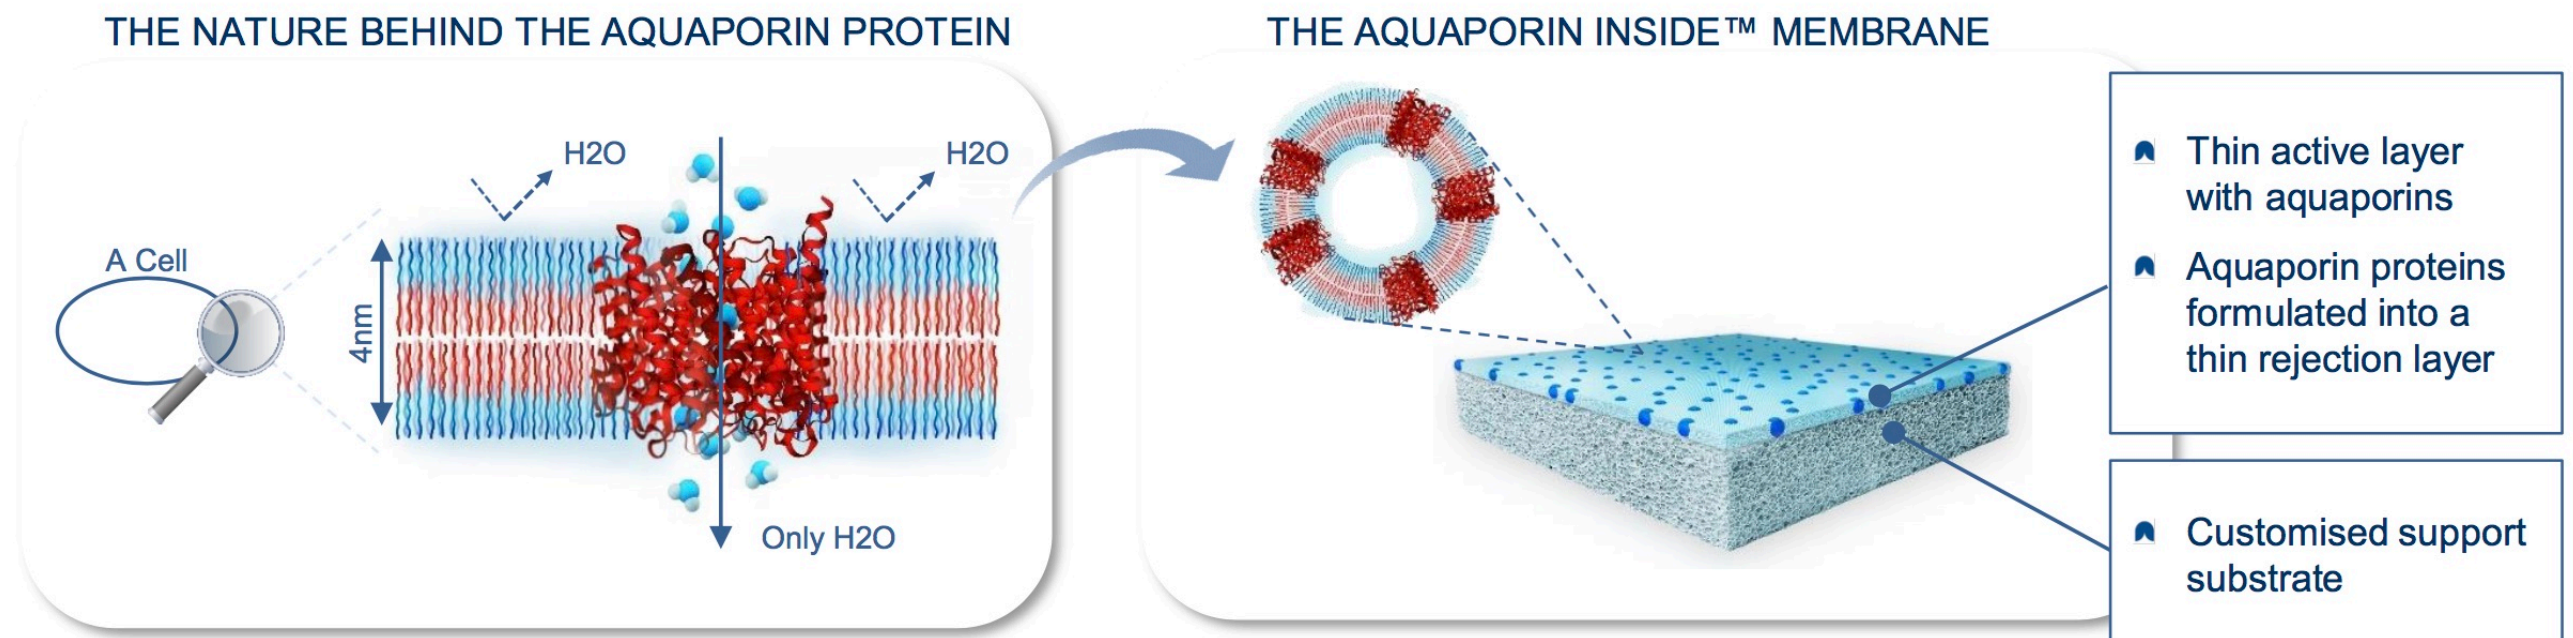 THE NATURE BEHIND THE AQUAPORIN PROTEIN
H2O
H2O
A Cell
4nm
Only H2O
THE AQUAPORIN INSIDE™ MEMBRANE
Thin active layer
with aquaporins
Aquaporin proteins
formulated into a
thin rejection layer
Customised support
substrate